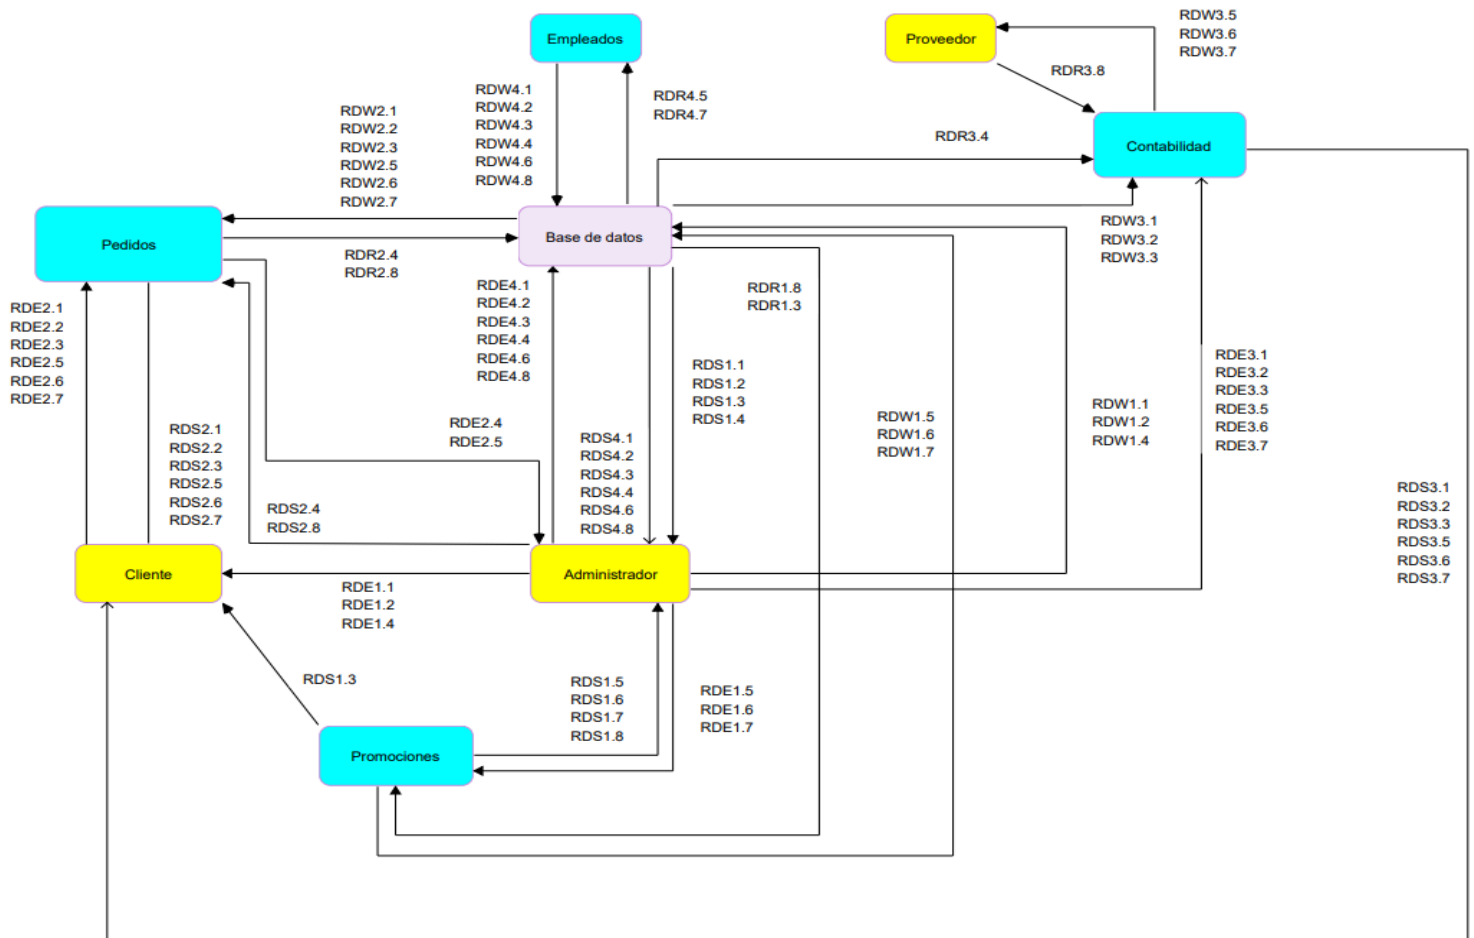 Empleados
Proveedor
RDW3.5
RDW3.6
RDW3.7
RDR3.8
RDW4.1
RDW4.2
RDW4.3
RDW4.4
RDW4.6
RDW4.8
RDR4.5
RDR4.7
RDW2.1
RDW2.2
RDW2.3
RDW2.5
RDW2.6
RDW2.7
RDR3.4
Contabilidad
Pedidos
Base de datos
RDR2.4
RDR2.8
RDW3.1
RDW3.2
RDW3.3
RDE4.1
RDE4.2
RDE4.3
RDE4.4
RDE4.6
RDE4.8
RDR1.8
RDR1.3
RDE2.1
RDE2.2
RDE2.3
RDE2.5
RDE2.6
RDE2.7
RDS1.1
RDS1.2
RDS1.3
RDS1.4
RDE3.1
RDE3.2
RDE3.3
RDE3.5
RDE3.6
RDE3.7
RDS2.1
RDS2.2
RDS2.3
RDS2.5
RDS2.6
RDS2.7
RDE2.4
RDE2.5
RDS4.1
RDS4.2
RDS4.3
RDS4.4
RDS4.6
RDS4.8
RDW1.5
RDW1.6
RDW1.7
RDW1.1
RDW1.2
RDW1.4
RDS2.4
RDS2.8
RDS3.1
RDS3.2
RDS3.3
RDS3.5
RDS3.6
RDS3.7
Cliente
Administrador
RDE1.1
RDE1.2
RDE1.4
RDS1.3
RDS1.5
RDS1.6
RDS1.7
RDS1.8
RDE1.5
RDE1.6
RDE1.7
Promociones